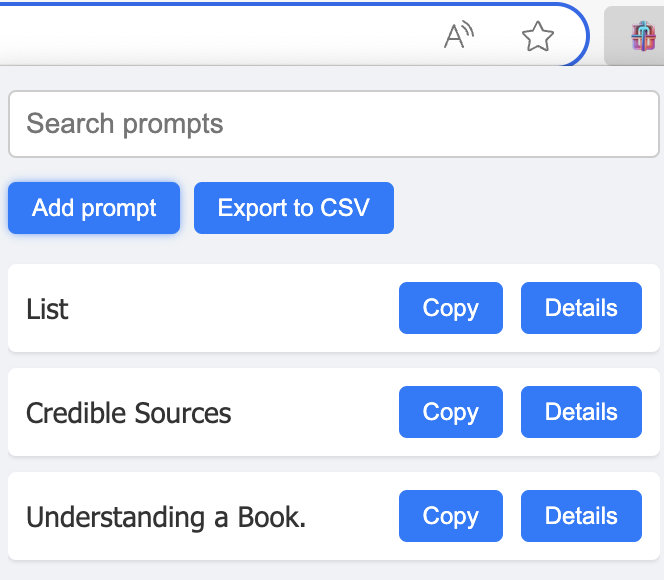 Search prompts
Add prompt Export to CSV
List Copy Details
Credible Sources Copy Details
Understanding a Book. Copy Details